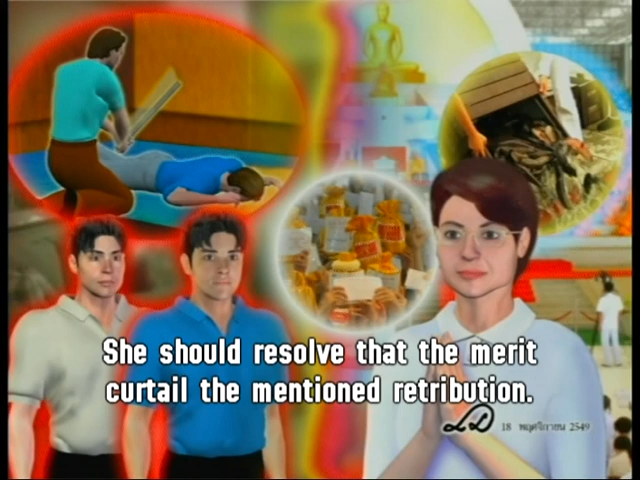 She should resolve that the merit
curtail the mentioned retribution.
18 พฤศจิกายน 2549